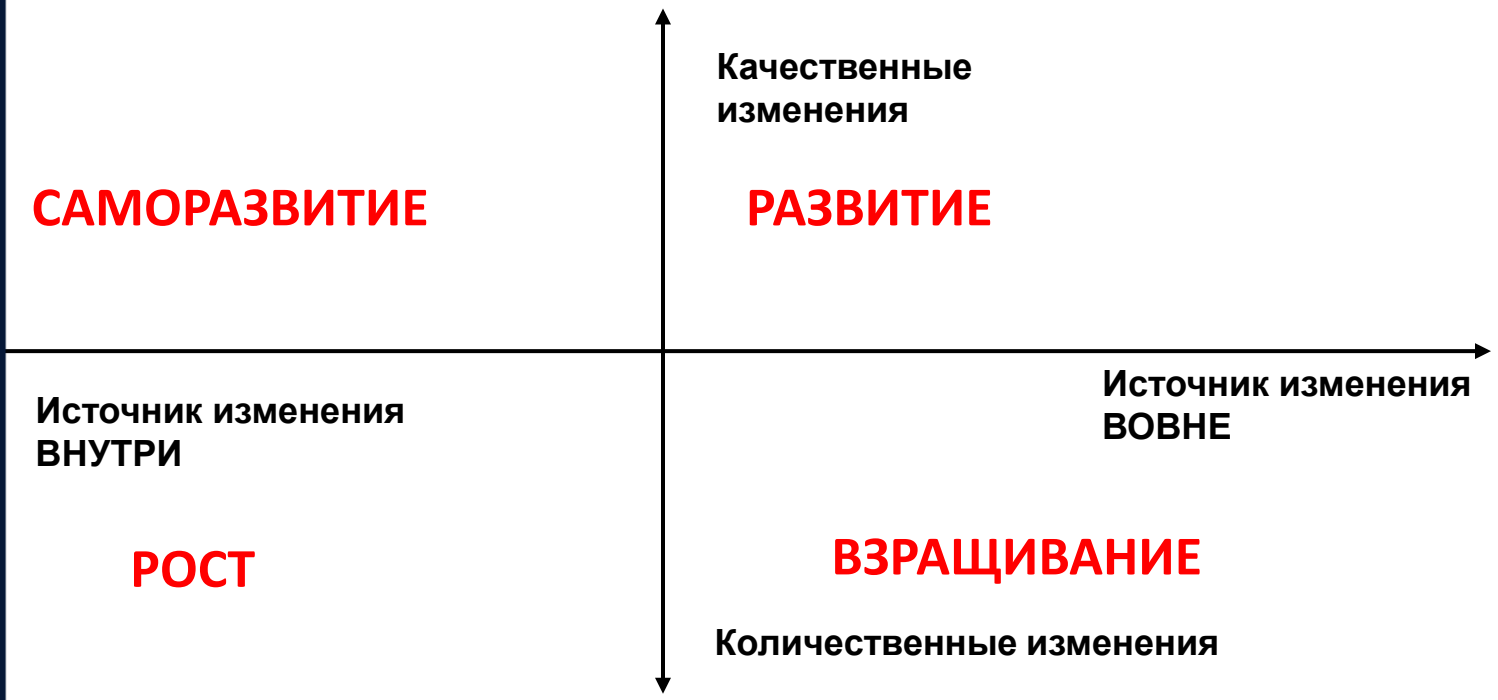 Качественные
изменения
САМОРАЗВИТИЕ
РАЗВИТИЕ
Источник изменения
ВНУТРИ
Источник изменения
ВОВНЕ
РОСТ
ВЗРАЩИВАНИЕ
Количественные изменения